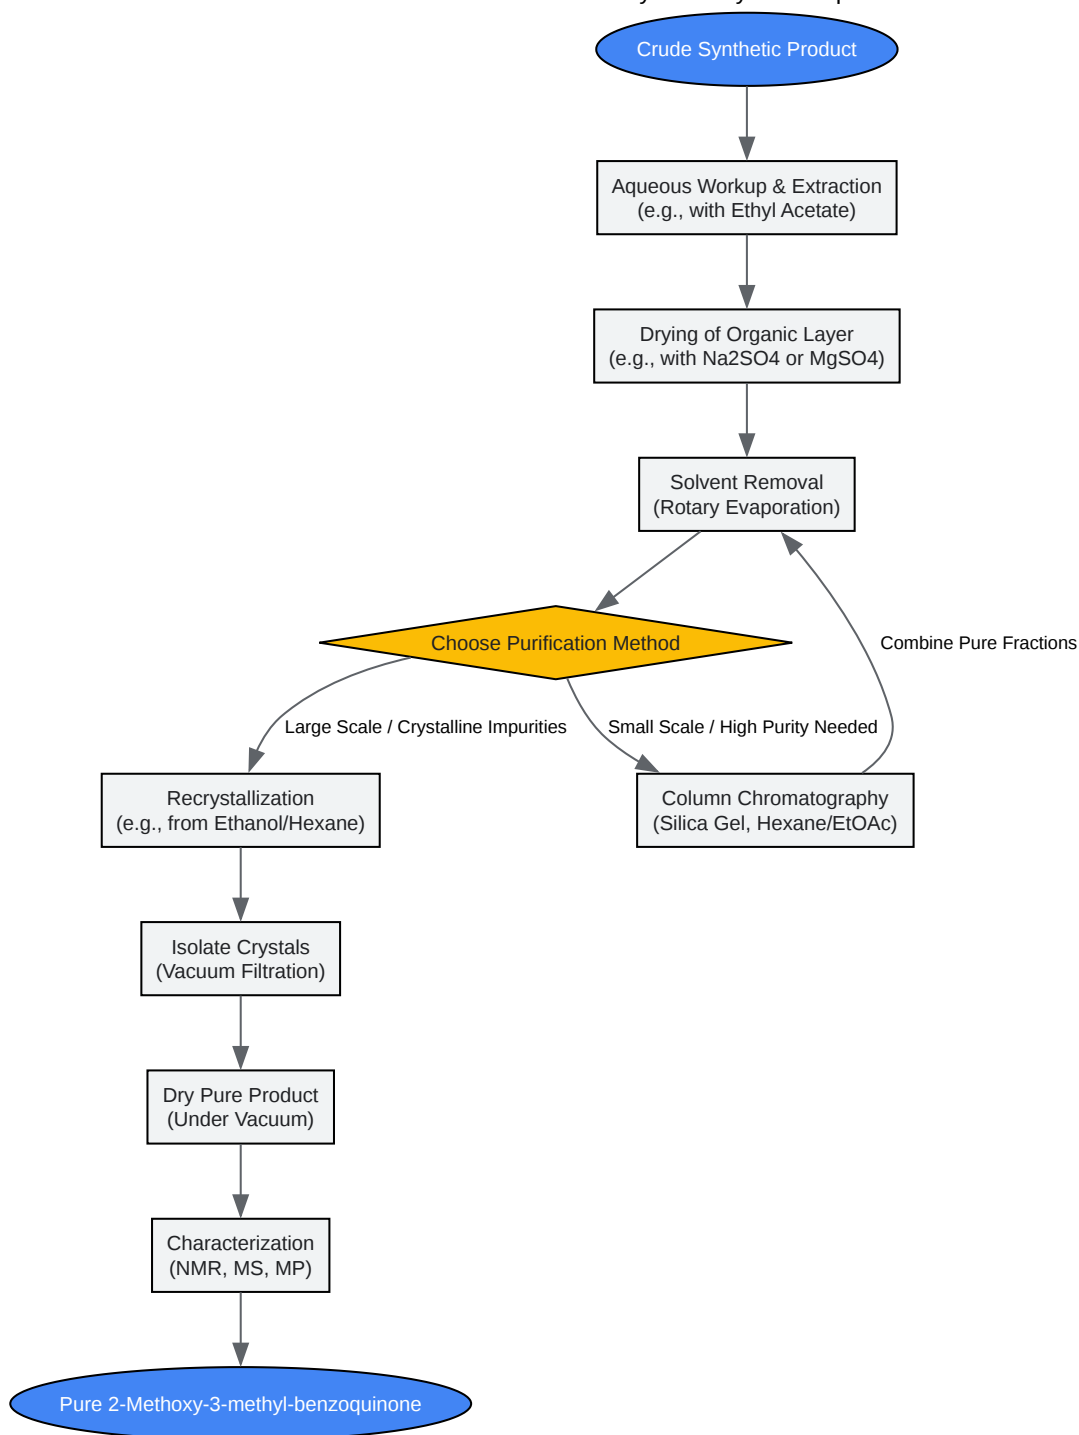 Crude Synthetic Product
Aqueous Workup & Extraction
(e.g., with Ethyl Acetate)
Drying of Organic Layer
(e.g., with Na2SO4 or MgSO4)
Solvent Removal
(Rotary Evaporation)
Choose Purification Method
Combine Pure Fractions
Large Scale / Crystalline Impurities
Small Scale / High Purity Needed
Recrystallization
(e.g., from Ethanol/Hexane)
Column Chromatography
(Silica Gel, Hexane/EtOAc)
Isolate Crystals
(Vacuum Filtration)
Dry Pure Product
(Under Vacuum)
Characterization
(NMR, MS, MP)
Pure 2-Methoxy-3-methyl-benzoquinone